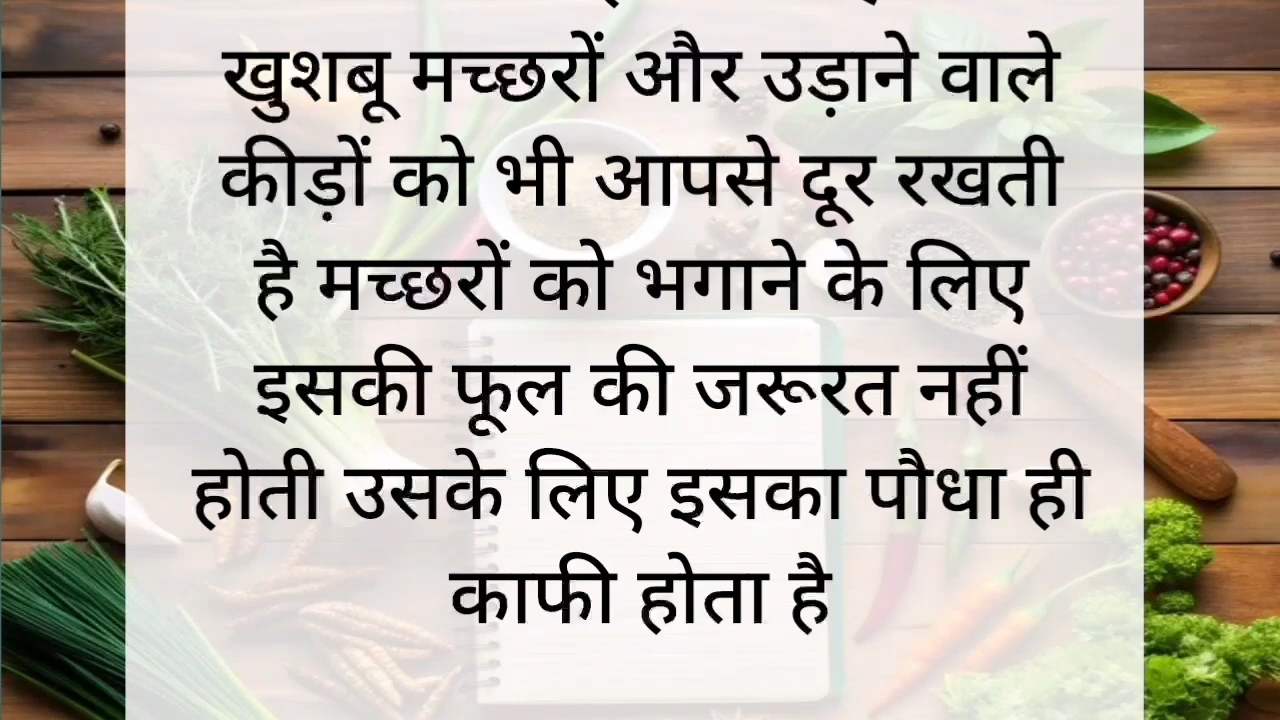 खुशबू मच्छरों और उड़ाने वाले
कीड़ों को भी आपसे दूर रखती
है मच्छरों को भगाने के लिए
इसकी फूल की जरूरत नहीं
होती उसके लिए इसका पौधा ही
काफी होता है